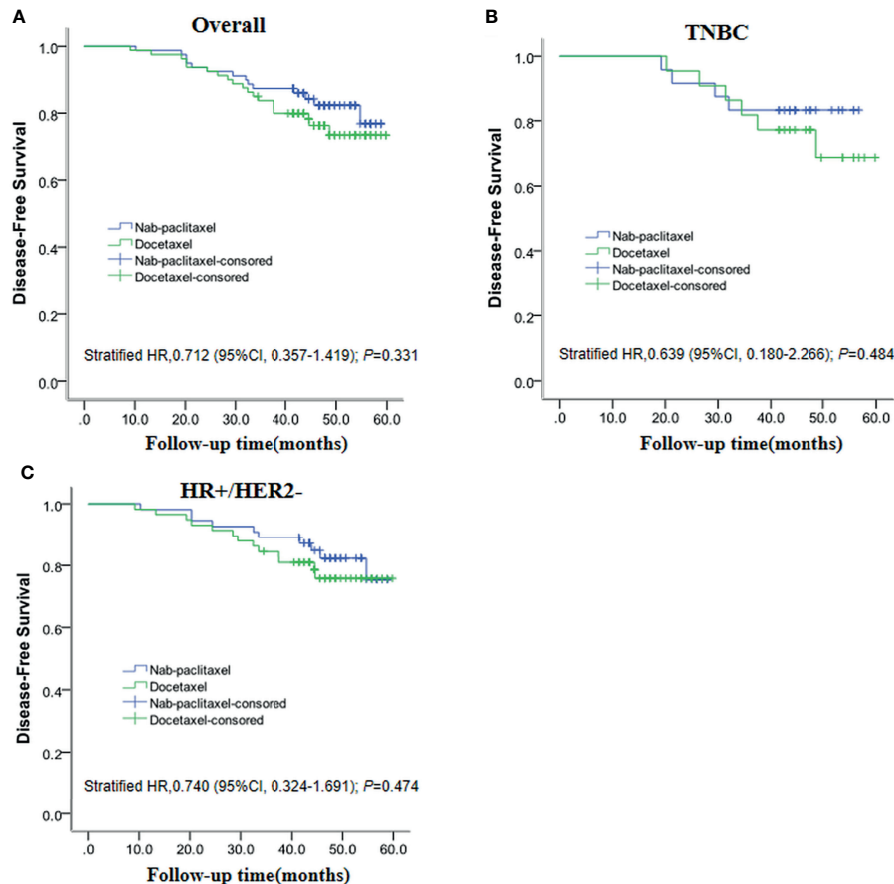 A
Overall
Disease-Free Survival
1.0
0.8
0.6
0.4
0.2
0.0
Nab-paclitaxel
Docetaxel
Nab-paclitaxel-consored
Docetaxel-consored
Stratified HR,0.712 (95%CI, 0.357-1.419); P=0.331
.0 10.0 20.0 30.0 40.0 50.0 60.0
Follow-up time(months)
B
TNBC
Disease-Free Survival
1.0
0.8
0.6
0.4
0.2
0.0
Nab-paclitaxel
Docetaxel
Nab-paclitaxel-consored
Docetaxel-consored
Stratified HR,0.639 (95%CI, 0.180-2.266); P=0.484
.0 10.0 20.0 30.0 40.0 50.0 60.0
Follow-up time(months)
C
HR+/HER2-
Disease-Free Survival
1.0
0.8
0.6
0.4
0.2
0.0
Nab-paclitaxel
Docetaxel
Nab-paclitaxel-consored
Docetaxel-consored
Stratified HR,0.740 (95%CI, 0.324-1.691); P=0.474
.0 10.0 20.0 30.0 40.0 50.0 60.0
Follow-up time(months)